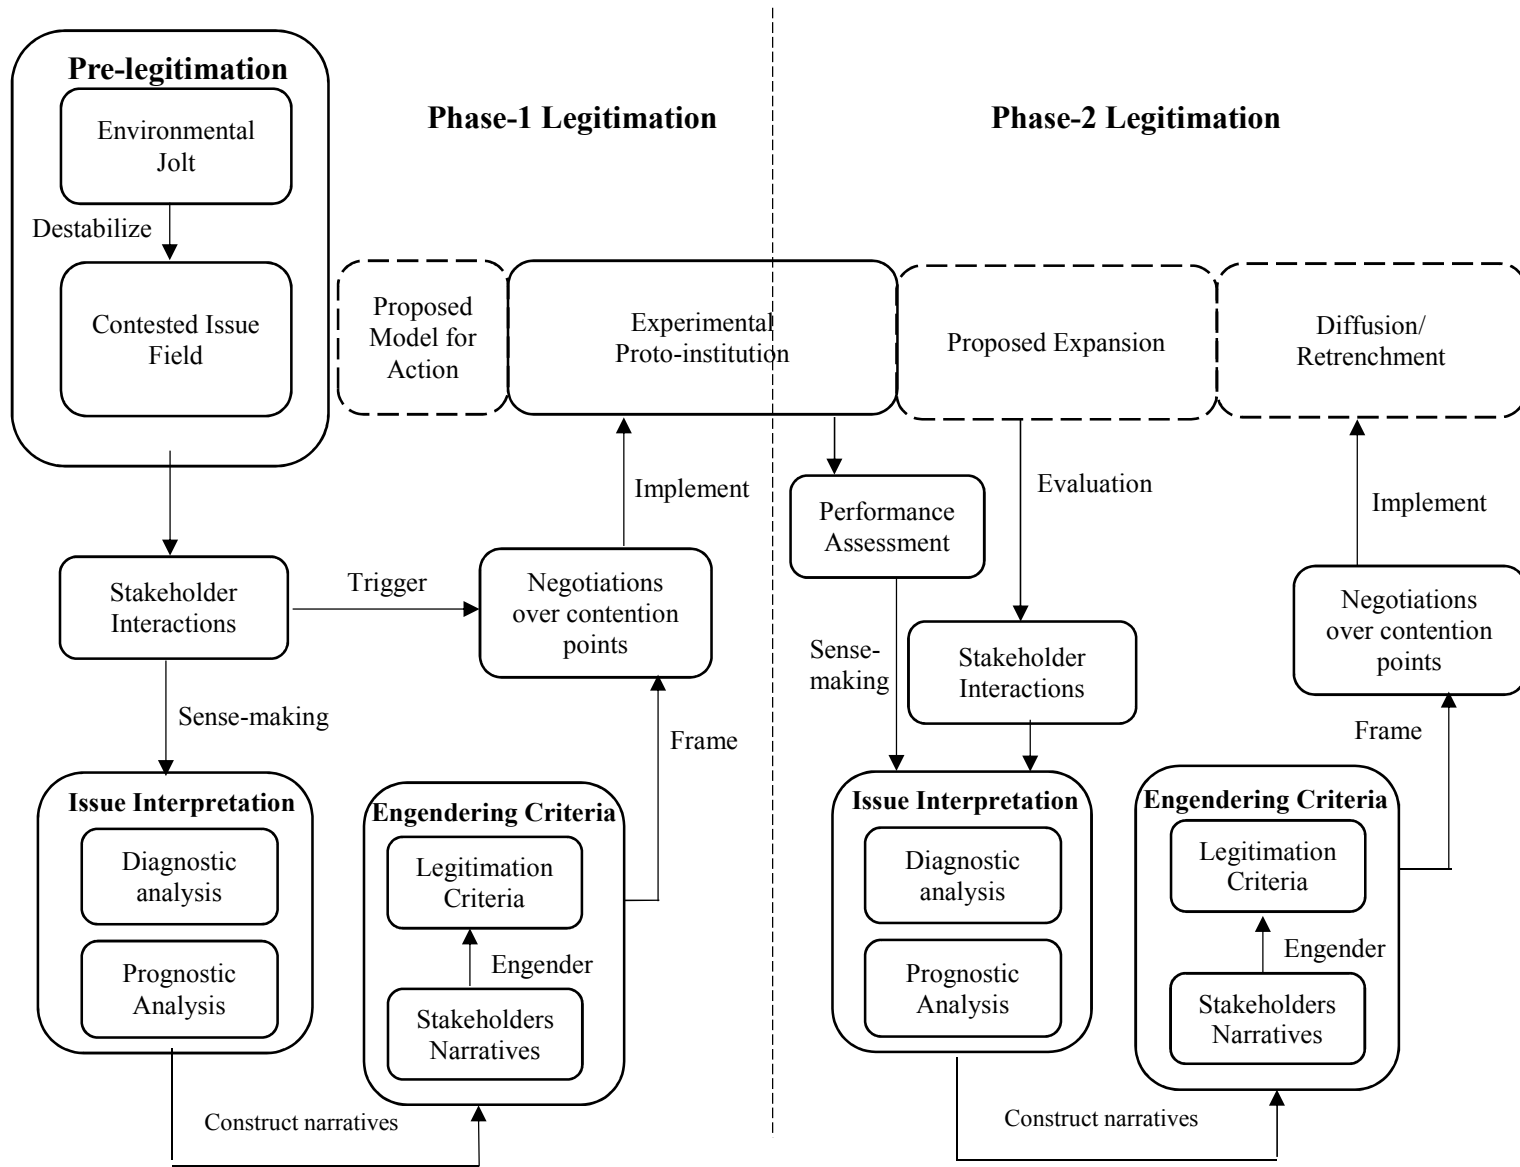 Pre-legitimation
Environmental
Jolt
Destabilize
Contested Issue
Field
Phase-1 Legitimation
Phase-2 Legitimation
Proposed
Model for
Action
Experimental
Proto-institution
Proposed Expansion
Diffusion/
Retrenchment
Stakeholder
Interactions
Trigger
Negotiations
over contention
points
Implement
Sense-making
Issue Interpretation
Diagnostic
analysis
Prognostic
Analysis
Construct narratives
Engendering Criteria
Legitimation
Criteria
Engender
Stakeholders
Narratives
Frame
Performance
Assessment
Evaluation
Sense-
making
Stakeholder
Interactions
Issue Interpretation
Diagnostic
analysis
Prognostic
Analysis
Construct narratives
Engendering Criteria
Legitimation
Criteria
Engender
Stakeholders
Narratives
Frame
Negotiations
over contention
points
Implement